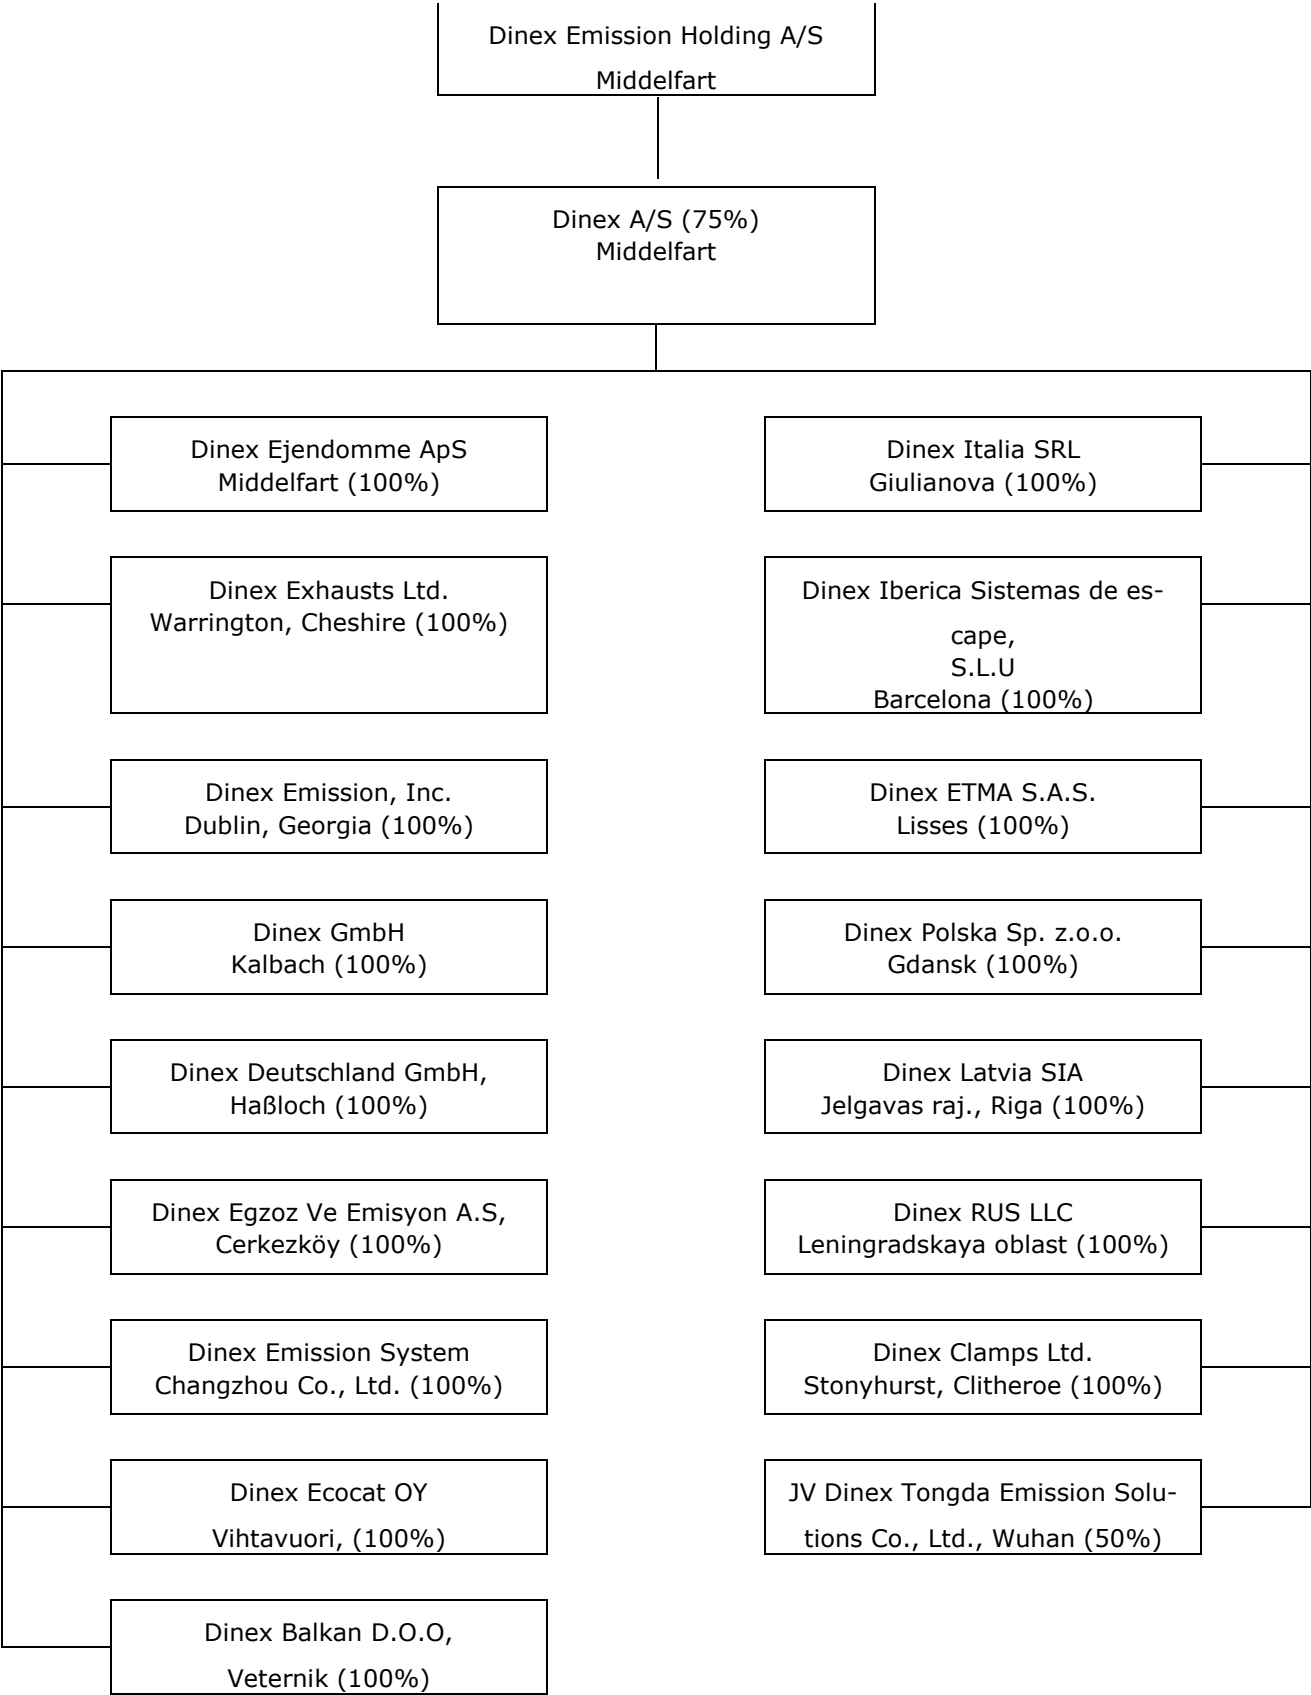 Dinex Emission Holding A/S
Middelfart
Dinex A/S (75%)
Middelfart
Dinex Ejendomme ApS
Middelfart (100%)
Dinex Italia SRL
Giulianova (100%)
Dinex Exhausts Ltd.
Warrington, Cheshire (100%)
Dinex Iberica Sistemas de es-
cape,
S.L.U
Barcelona (100%)
Dinex Emission, Inc.
Dublin, Georgia (100%)
Dinex ETMA S.A.S.
Lisses (100%)
Dinex GmbH
Kalbach (100%)
Dinex Polska Sp. z.o.o.
Gdansk (100%)
Dinex Deutschland GmbH,
Haßloch (100%)
Dinex Latvia SIA
Jelgavas raj., Riga (100%)
Dinex Egzoz Ve Emisyon A.S,
Cerkezköy (100%)
Dinex RUS LLC
Leningradskaya oblast (100%)
Dinex Emission System
Changzhou Co., Ltd. (100%)
Dinex Clamps Ltd.
Stonyhurst, Clitheroe (100%)
Dinex Ecocat OY
Vihtavuori, (100%)
JV Dinex Tongda Emission Solu-
tions Co., Ltd., Wuhan (50%)
Dinex Balkan D.O.O,
Veternik (100%)